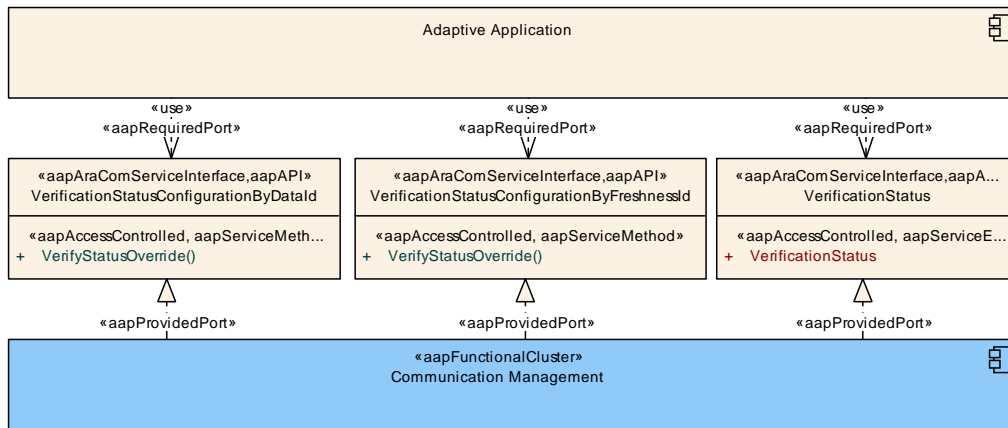 Adaptive Application
«use» «use» «use»
«aapRequiredPort» «aapRequiredPort» «aapRequiredPort»
«aapAraComServiceInterface,aapAPI»
VerificationStatusConfigurationByDataId
«aapAccessControlled, aapServiceMeth...
+ VerifyStatusOverride()
«aapAraComServiceInterface,aapAPI»
VerificationStatusConfigurationByFreshnessId
«aapAccessControlled, aapServiceMethod»
+ VerifyStatusOverride()
«aapAraComServiceInterface,aapA...
VerificationStatus
«aapAccessControlled, aapServiceE...
+ VerificationStatus
«aapProvidedPort» «aapProvidedPort» «aapProvidedPort»
«aapFunctionalCluster»
Communication Management